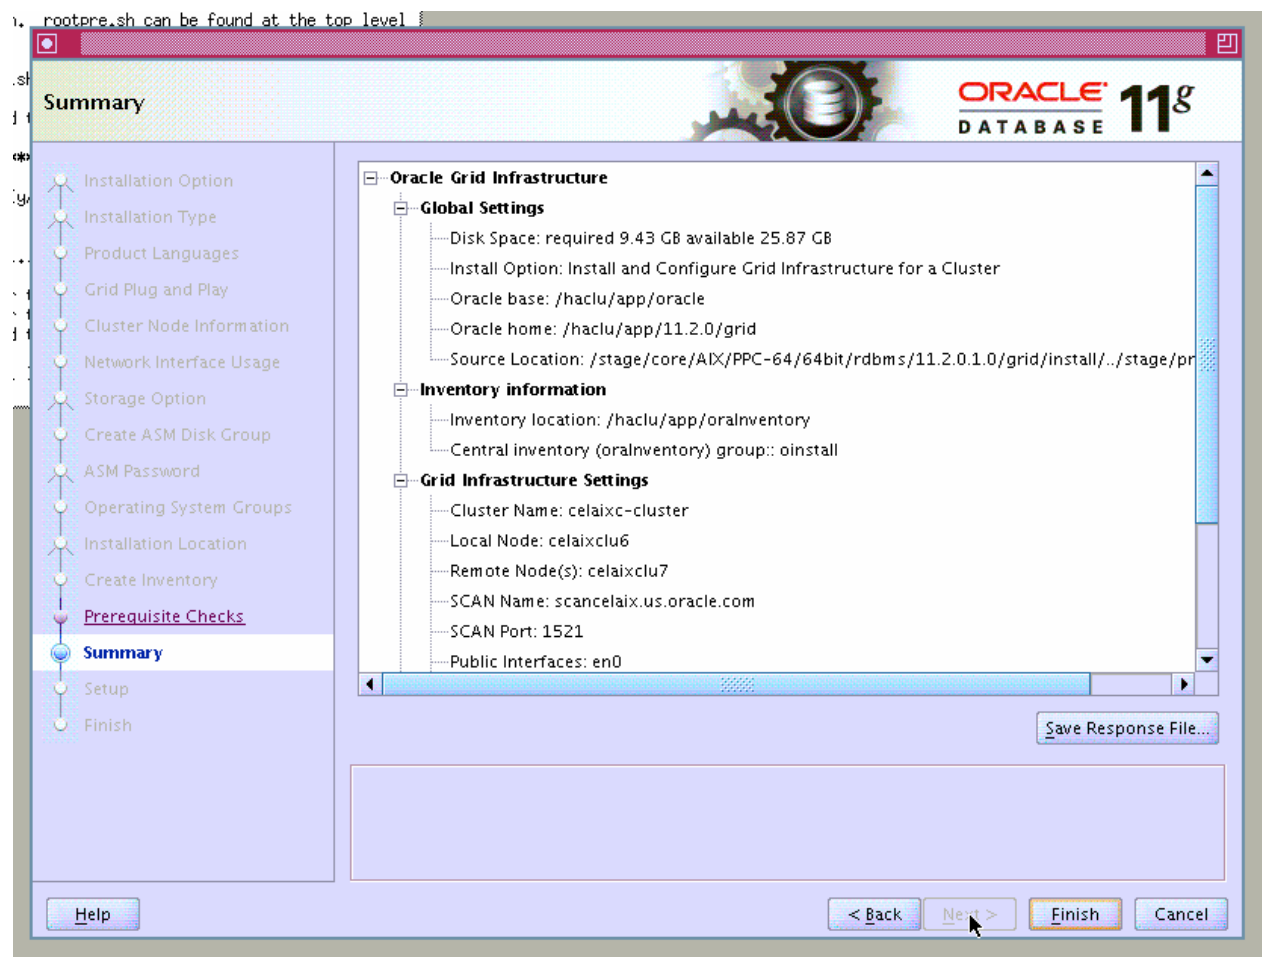 rootpre.sh can be found at the top level
Summary
ORACLE
DATABASE
11g
Installation Option
Installation Type
Product Languages
Grid Plug and Play
Cluster Node Information
Network Interface Usage
Storage Option
Create ASM Disk Group
ASM Password
Operating System Groups
Installation Location
Create Inventory
Prerequisite Checks
Summary
Setup
Finish
Oracle Grid Infrastructure
Global Settings
Disk Space: required 9.43 GB available 25.87 GB
Install Option: Install and Configure Grid Infrastructure for a Cluster
Oracle base: /haclu/app/oracle
Oracle home: /haclu/app/11.2.0/grid
Source Location: /stage/core/AIX/PPC-64/64bit/rdbms/11.2.0.1.0/grid/install/../stage/pr
Inventory information
Inventory location: /haclu/app/oraInventory
Central inventory (oraInventory) group:: oinstall
Grid Infrastructure Settings
Cluster Name: celaixc-cluster
Local Node: celaixclu6
Remote Node(s): celaixclu7
SCAN Name: scancelaix.us.oracle.com
SCAN Port: 1521
Public Interfaces: en0
Save Response File...
Help
< Back
Next >
Finish
Cancel